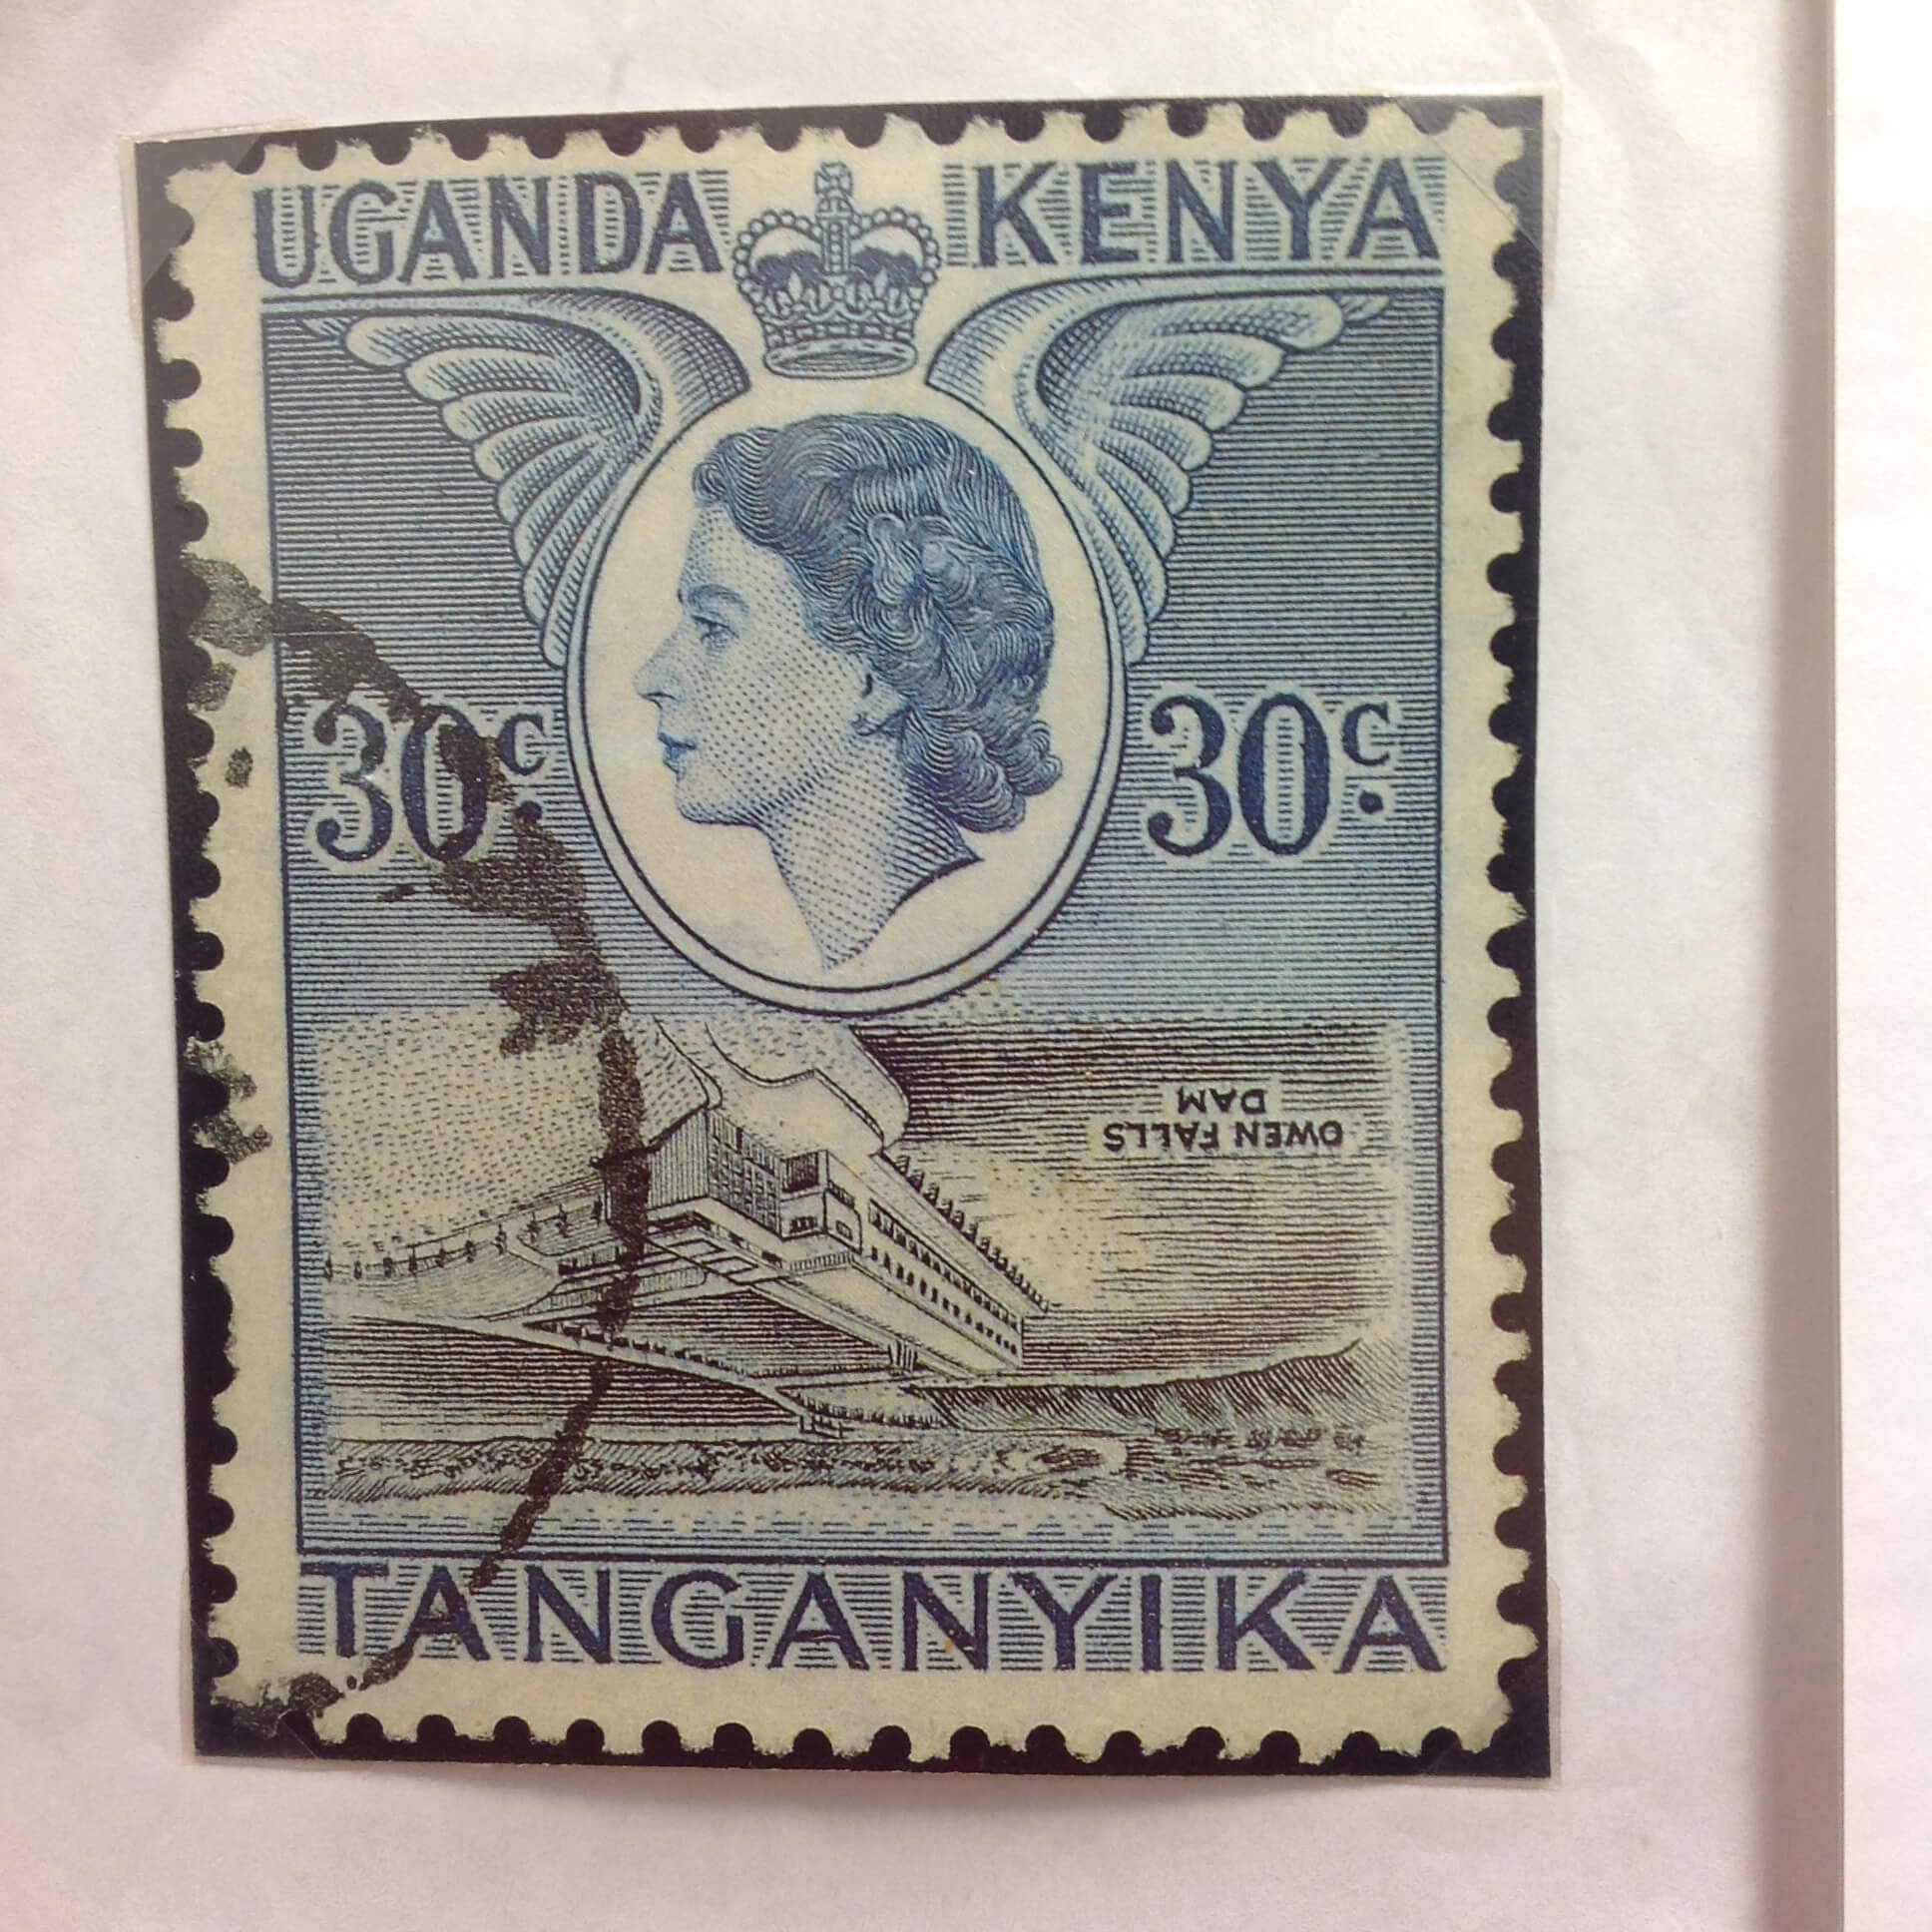 UGANDA KENYA
30c. 30c.
OWEN FALLS
DAM
TANGANYIKA